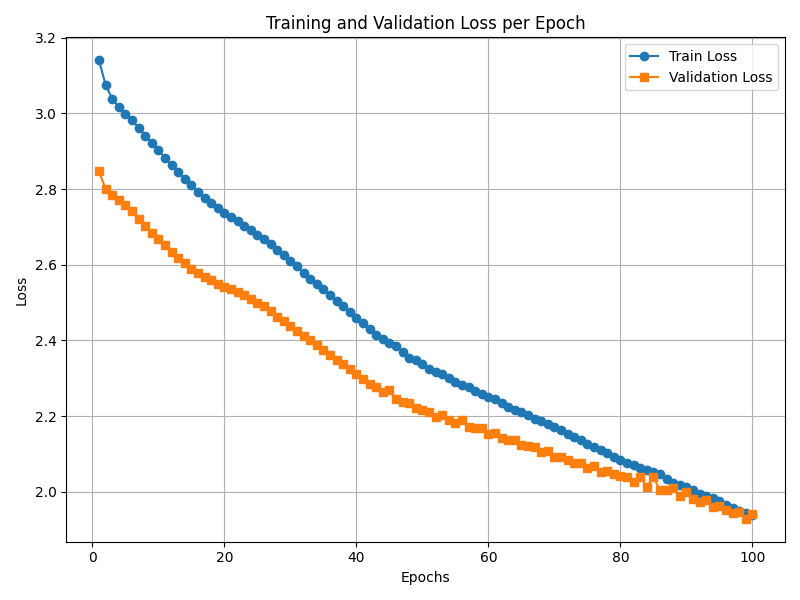 Training and Validation Loss per Epoch
Train Loss
Validation Loss
Loss
3.2
3.0
2.8
2.6
2.4
2.2
2.0
0 20 40 60 80 100
Epochs